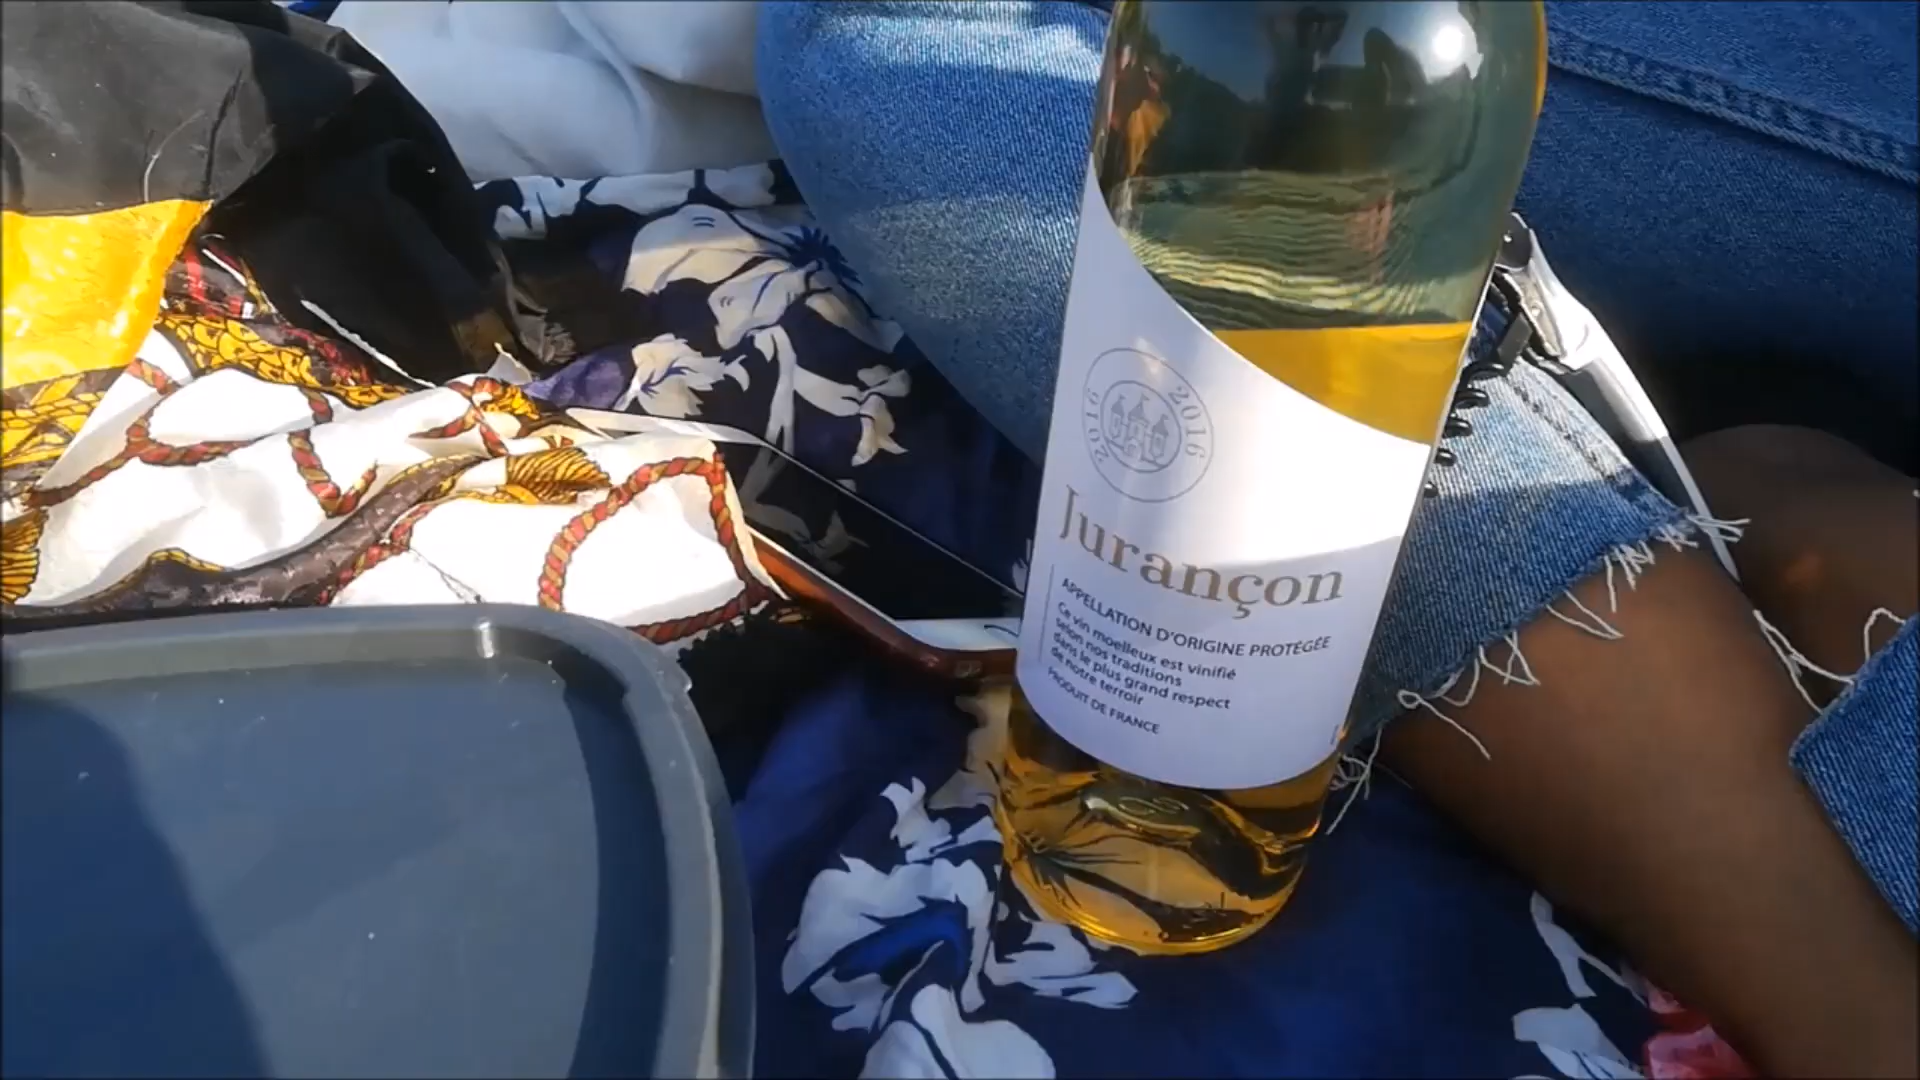 2016 2016
Jurançon
APPELLATION D'ORIGINE PROTÉGÉE
Ce vin moelleux est vinifié
selon nos traditions
dans le plus grand respect
de notre terroir
PRODUIT DE FRANCE